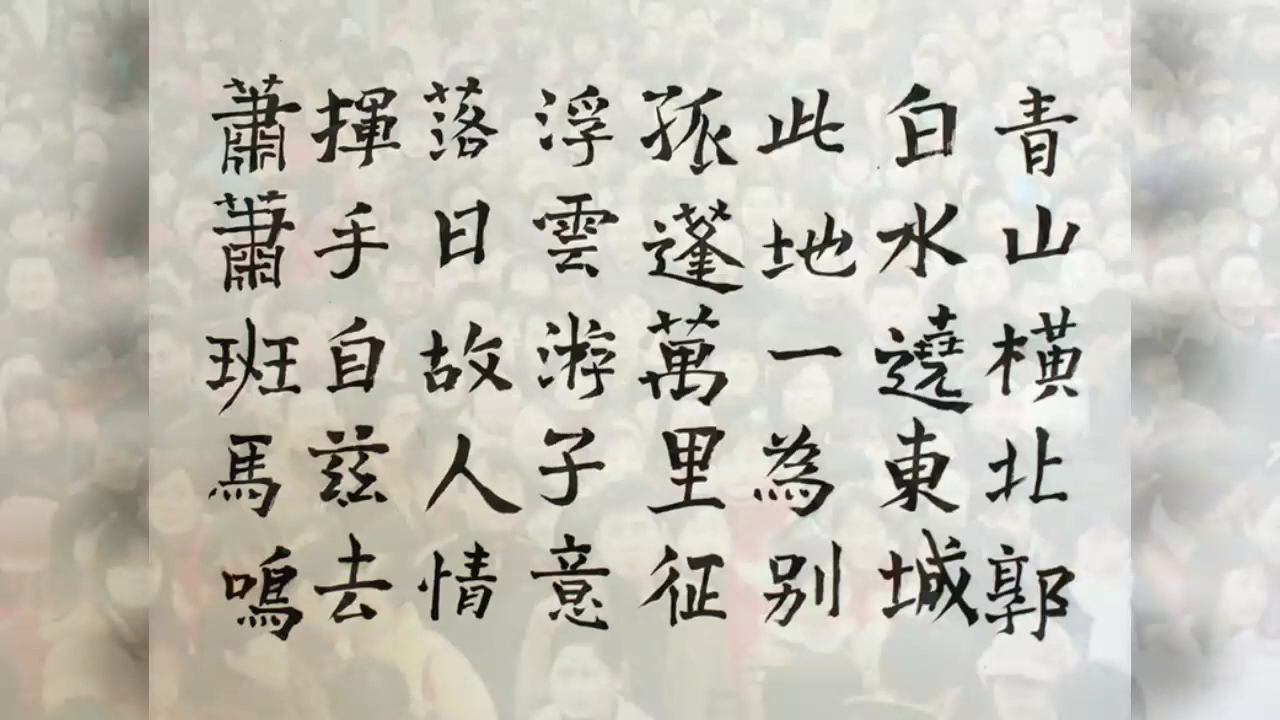 青山橫北郭
白水遶東城
此地一為別
孤蓬萬里征
浮雲游子意
落日故人情
揮手自茲去
蕭蕭班馬鳴